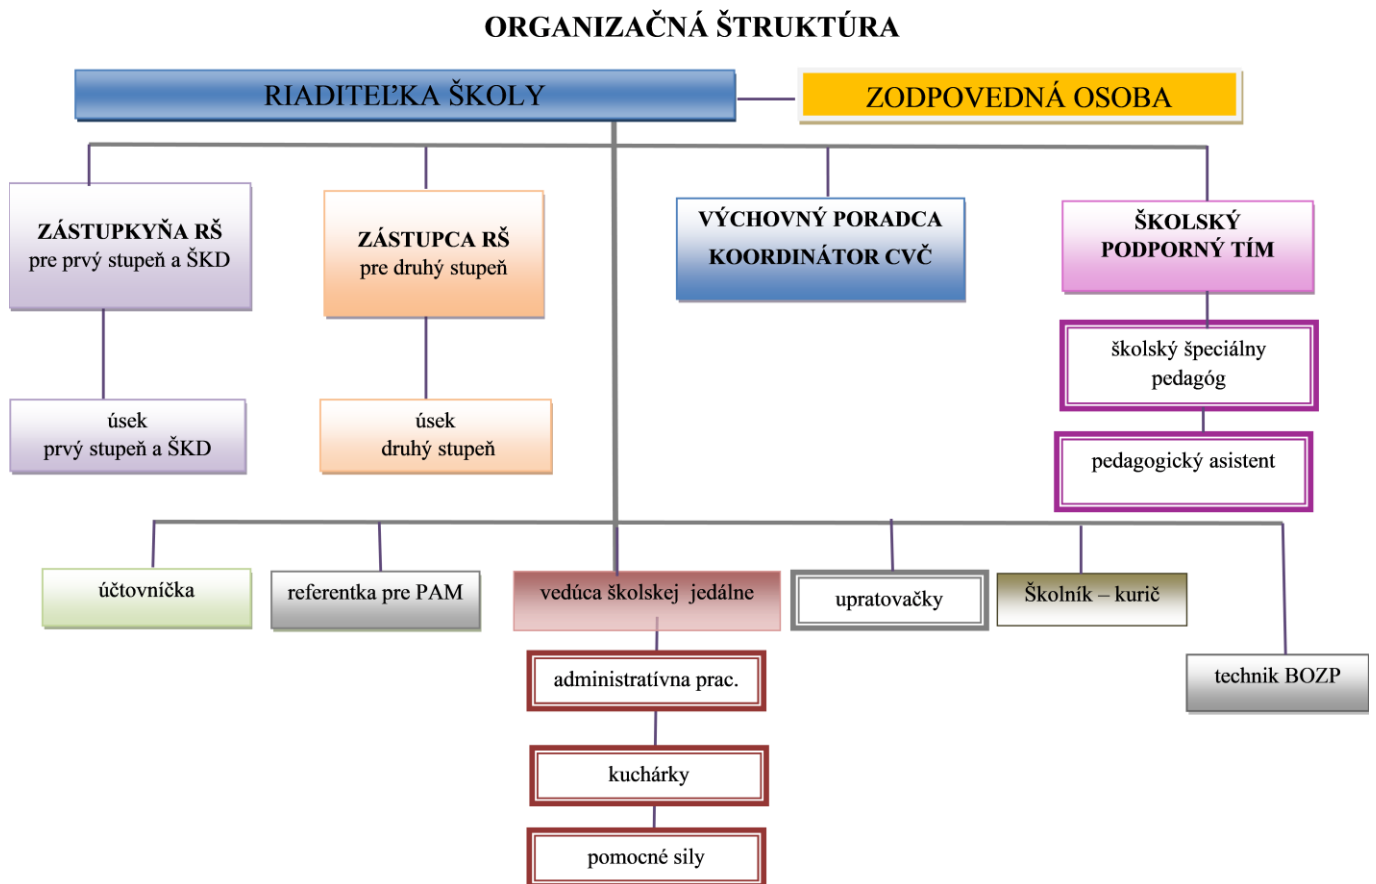 ORGANIZAČNÁ ŠTRUKTÚRA
RIADITEĽKA ŠKOLY
ZODPOVEDNÁ OSOBA
ZÁSTUPKYŇA RŠ
pre prvý stupeň a ŠKD
ZÁSTUPCA RŠ
pre druhý stupeň
VÝCHOVNÝ PORADCA
KOORDINÁTOR CVČ
ŠKOLSKÝ
PODPORNÝ TÍM
školský špeciálny
pedagóg
pedagogický asistent
úsek
prvý stupeň a ŠKD
úsek
druhý stupeň
účtovníčka
referentka pre PAM
vedúca školskej  jedálne
upratovačky
Školník – kurič
technik BOZP
administratívna prac.
kuchárky
pomocné sily